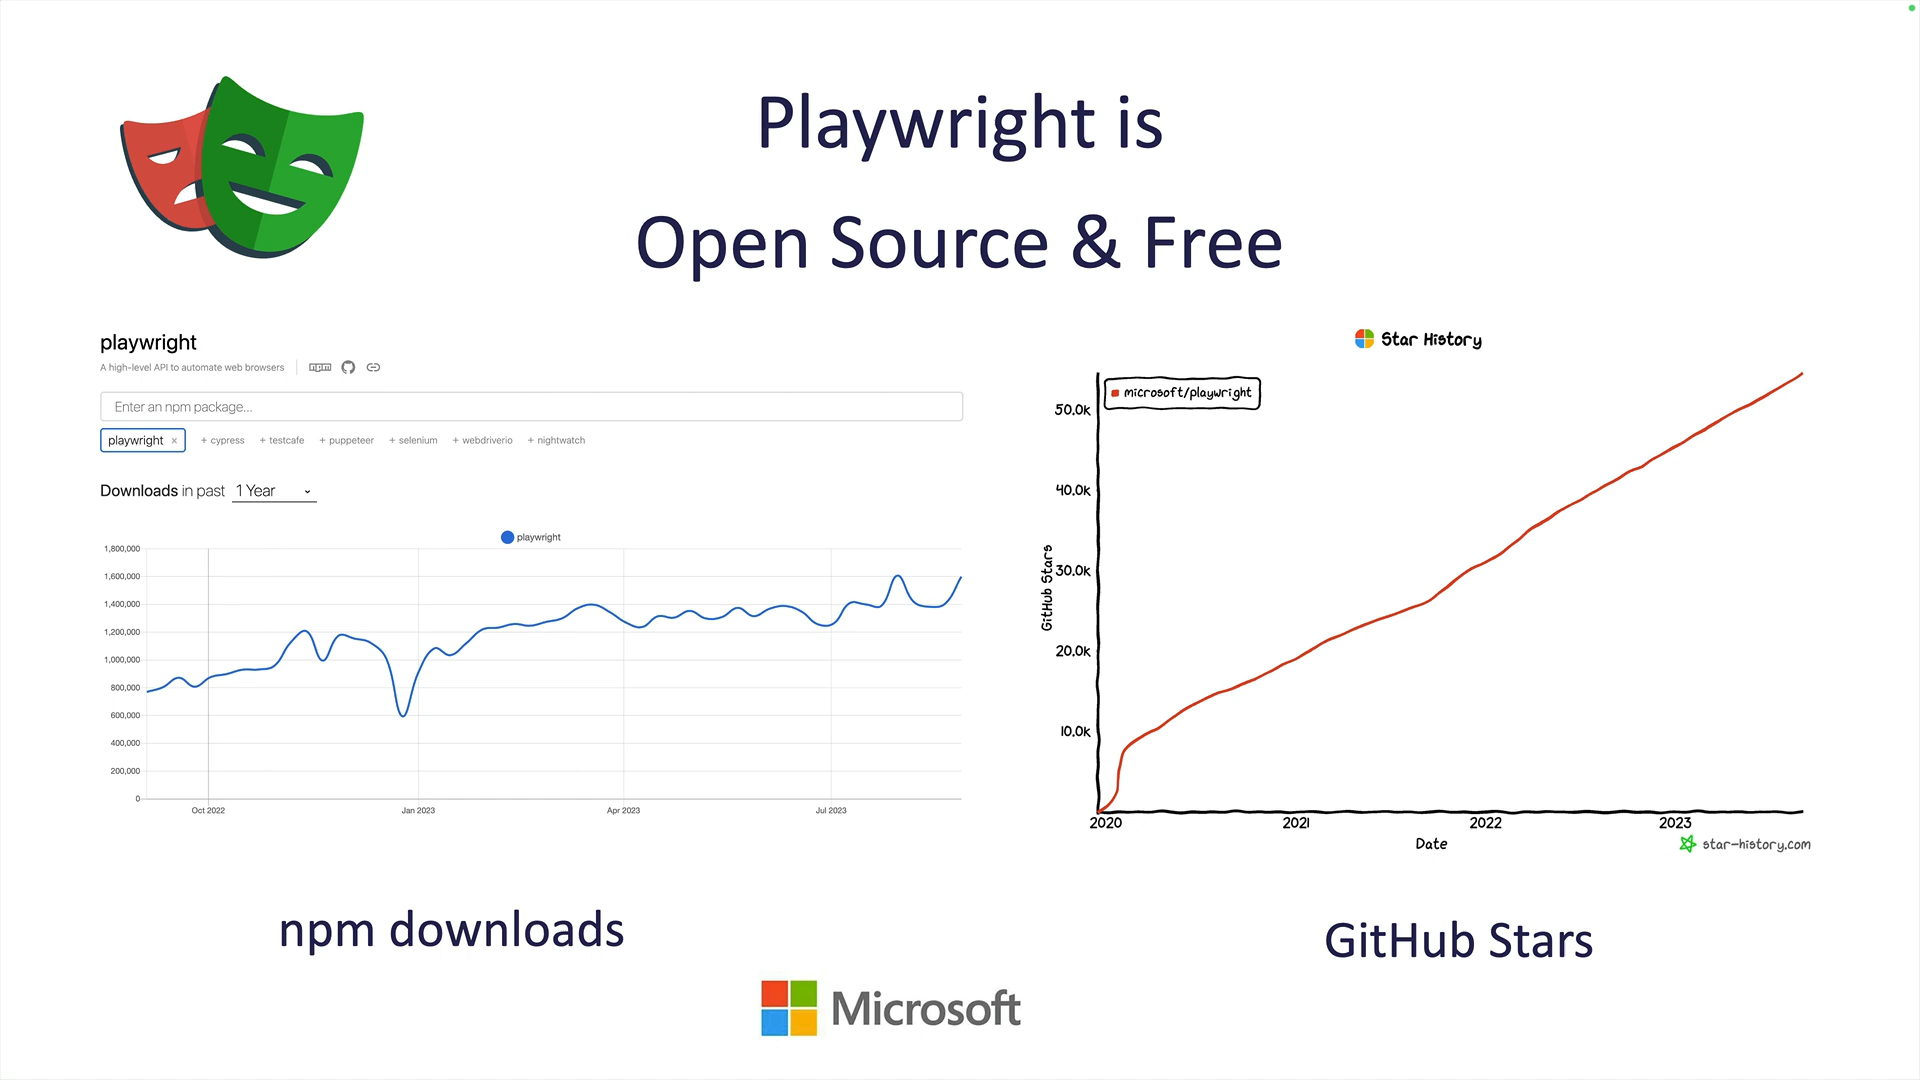 Playwright is
Open Source & Free
playwright
A high-level API to automate web browsers
npm
Enter an npm package...
playwright × + cypress + testcafe + puppeteer + selenium + webdriverio + nightwatch
Downloads in past 1 Year
playwright
1,800,000
1,600,000
1,400,000
1,200,000
1,000,000
800,000
600,000
400,000
200,000
0
Oct 2022 Jan 2023 Apr 2023 Jul 2023
npm downloads
Star History
microsoft/playwright
50.0k
40.0k
30.0k
20.0k
10.0k
GitHub Stars
2020 2021 2022 2023
Date
star-history.com
GitHub Stars
Microsoft